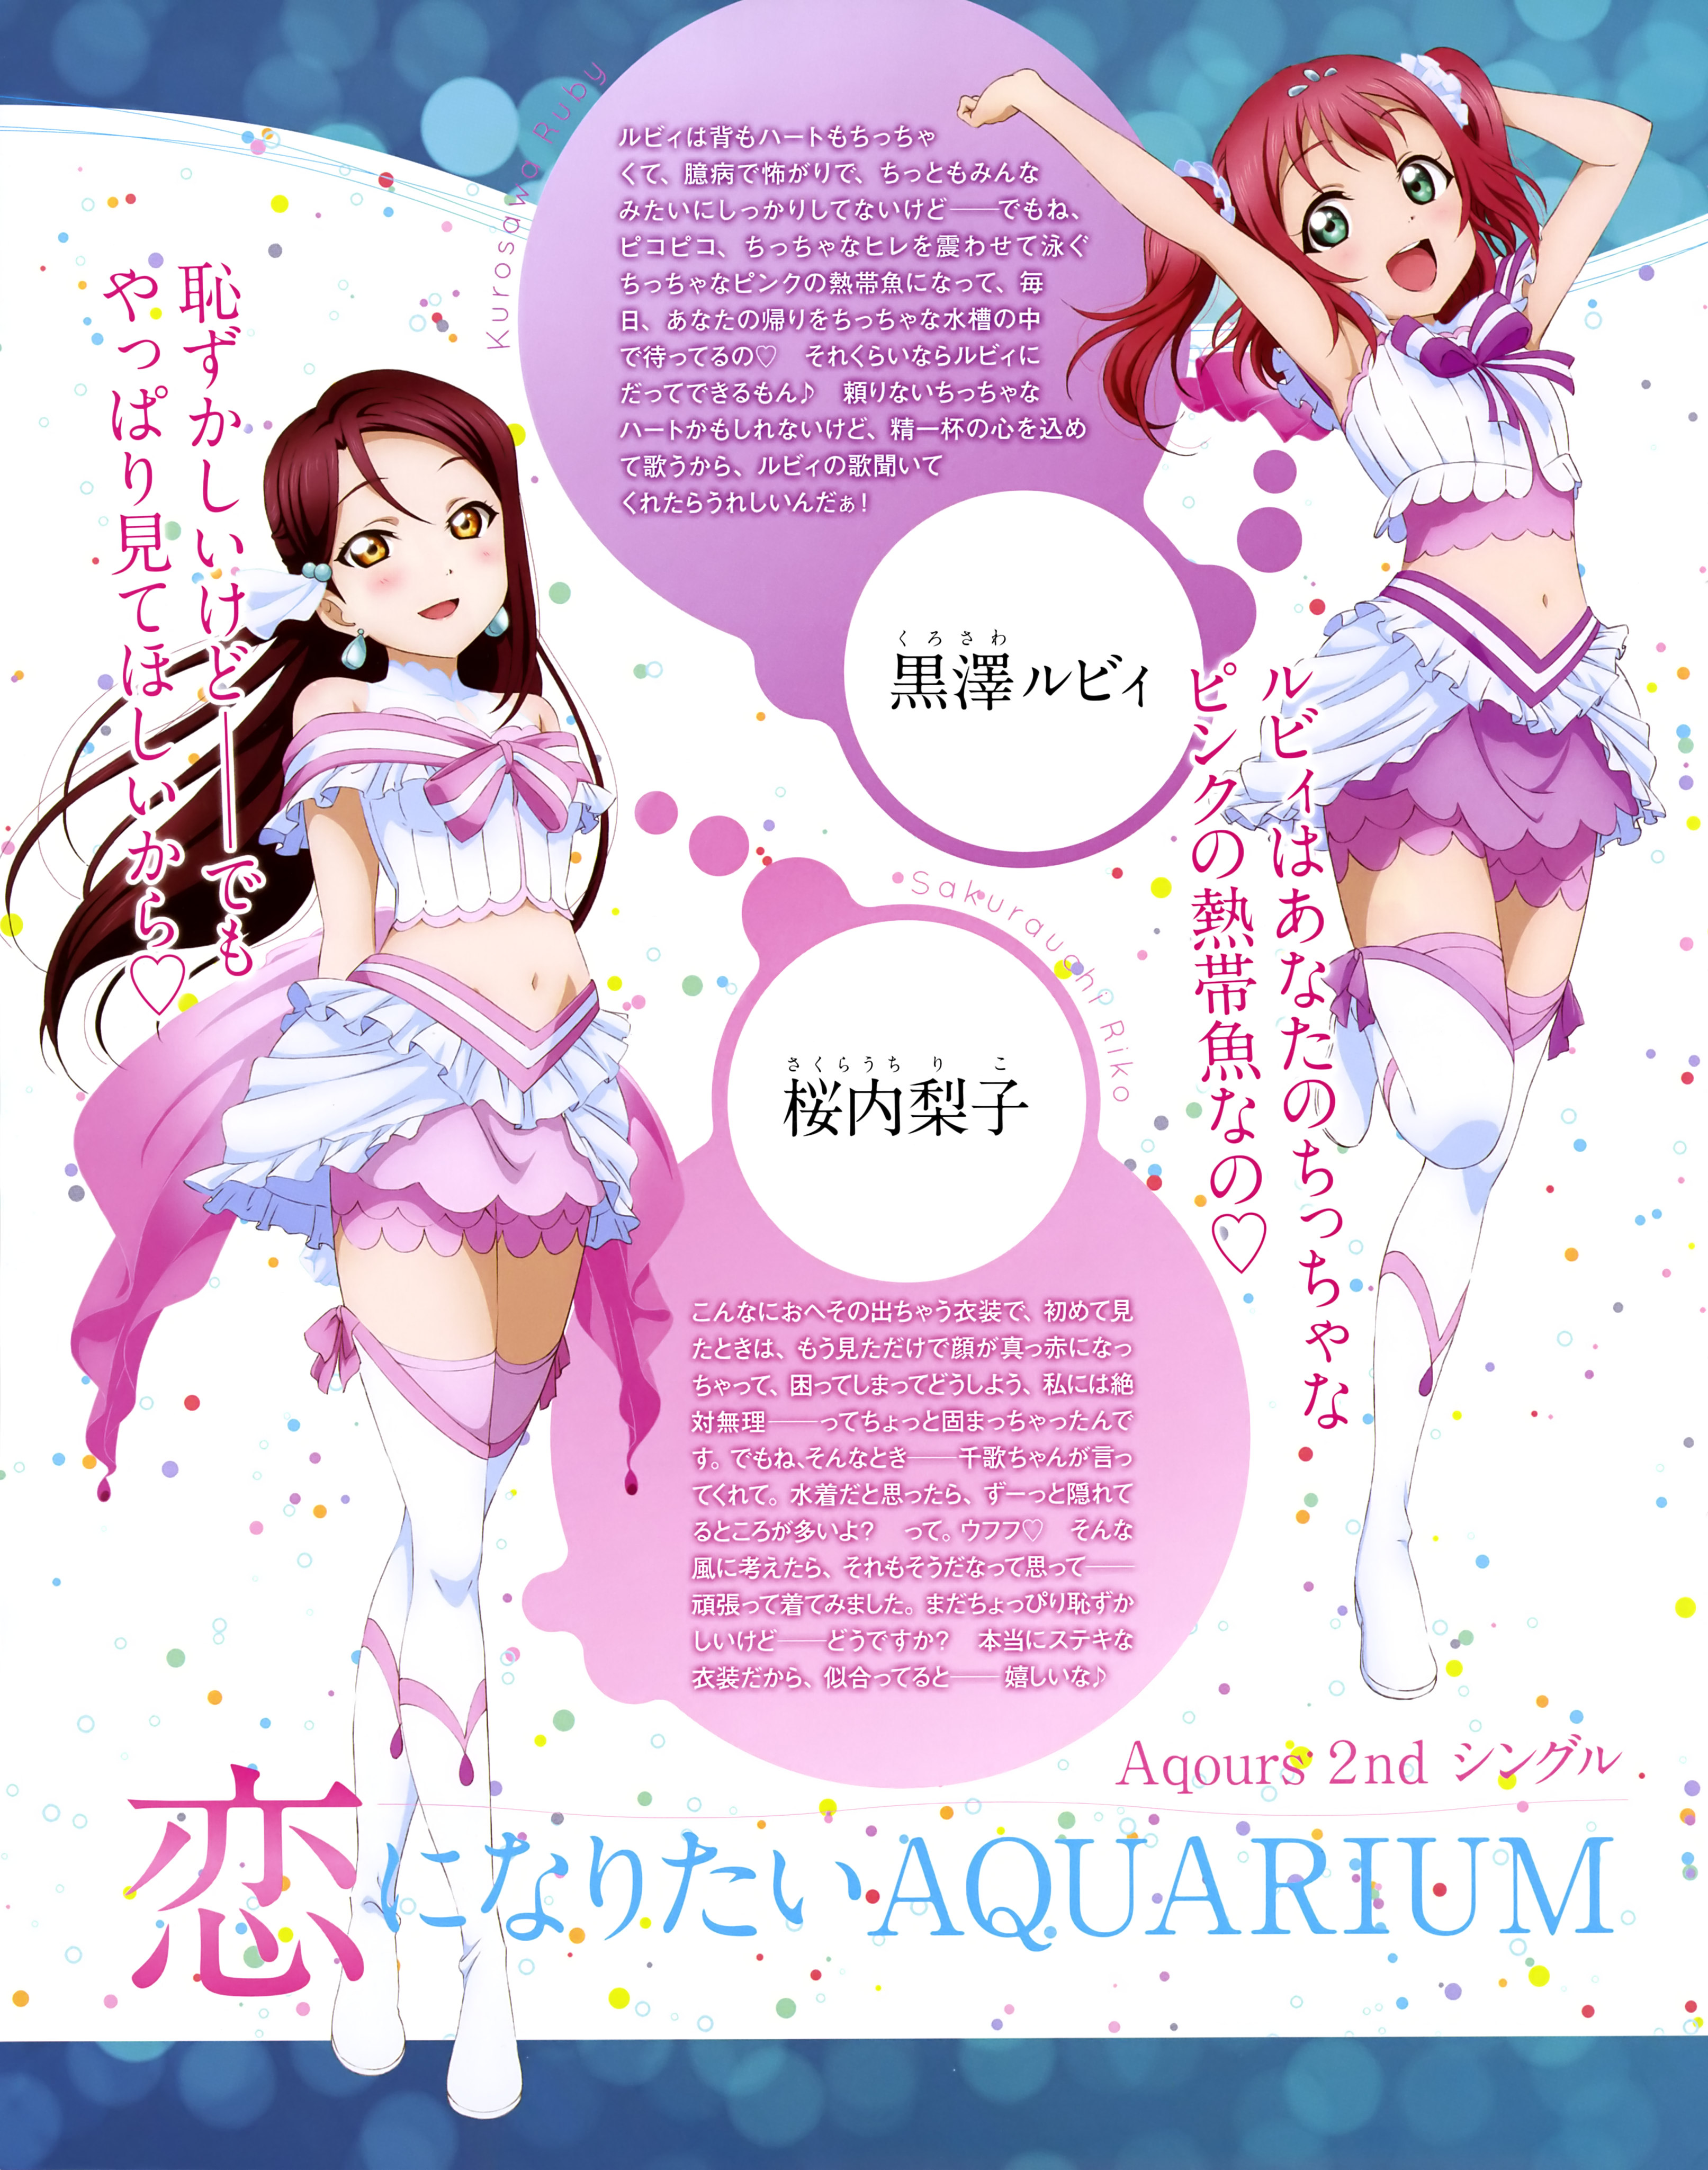 Kurosawa Ruby
ルビィは背もハートもちっちゃ
くて、臆病で怖がりで、ちっともみんな
みたいにしっかりしてないけど――でもね、
ピコピコ、ちっちゃなヒレを震わせて泳ぐ
ちっちゃなピンクの熱帯魚になって、毎
日、あなたの帰りをちっちゃな水槽の中
で待ってるの♡　それくらいならルビィに
だってできるもん♪　頼りないちっちゃな
ハートかもしれないけど、精一杯の心を込め
て歌うから、ルビィの歌聞いて
くれたらうれしいんだぁ!
くろさわ
黒澤ルビィ
ルビィはあなたのちっちゃな
ピンクの熱帯魚なの♡
恥ずかしいけど――でも
やっぱり見てほしいから♡
Sakurauchi Riko
さくらうち りこ
桜内梨子
こんなにおへその出ちゃう衣装で、初めて見
たときは、もう見ただけで顔が真っ赤になっ
ちゃって、困ってしまってどうしよう、私には絶
対無理――ってちょっと固まっちゃったんで
す。でもね、そんなとき――千歌ちゃんが言っ
てくれて。水着だと思ったら、ずーっと隠れて
るところが多いよ?　って。ウフフ♡　そんな
風に考えたら、それもそうだなって思って――
頑張って着てみました。まだちょっぴり恥ずか
しいけど――どうですか?　本当にステキな
衣装だから、似合ってると――嬉しいな♪
Aqours 2nd シングル
恋になりたいAQUARIUM